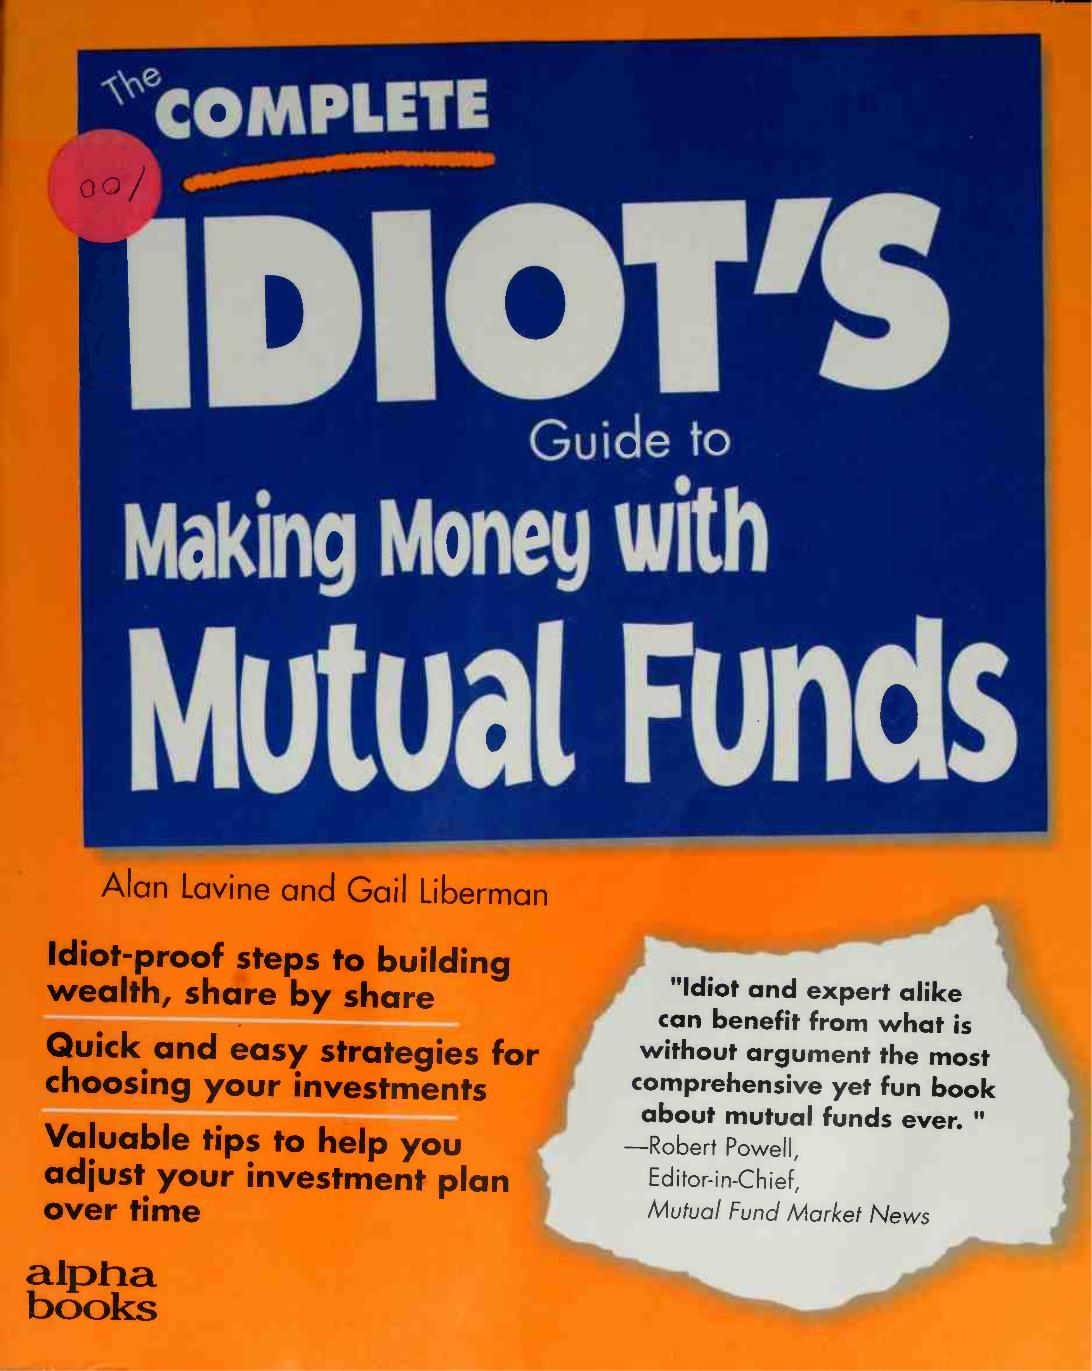 The
COMPLETE
00/
IDIOT'S
Guide to
Making Money with
Mutual Funds
Alan Lavine and Gail Liberman
Idiot-proof steps to building
wealth, share by share
Quick and easy strategies for
choosing your investments
Valuable tips to help you
adjust your investment plan
over time
"Idiot and expert alike
can benefit from what is
without argument the most
comprehensive yet fun book
about mutual funds ever. "
—Robert Powell,
Editor-in-Chief,
Mutual Fund Market News
alpha
books